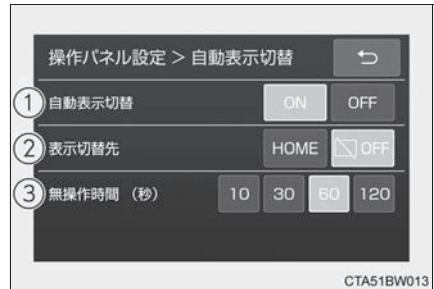 操作パネル設定 > 自動表示切替
① 自動表示切替 ON OFF
② 表示切替先 HOME OFF
③ 無操作時間 （秒） 10 30 60 120
CTA51BW013